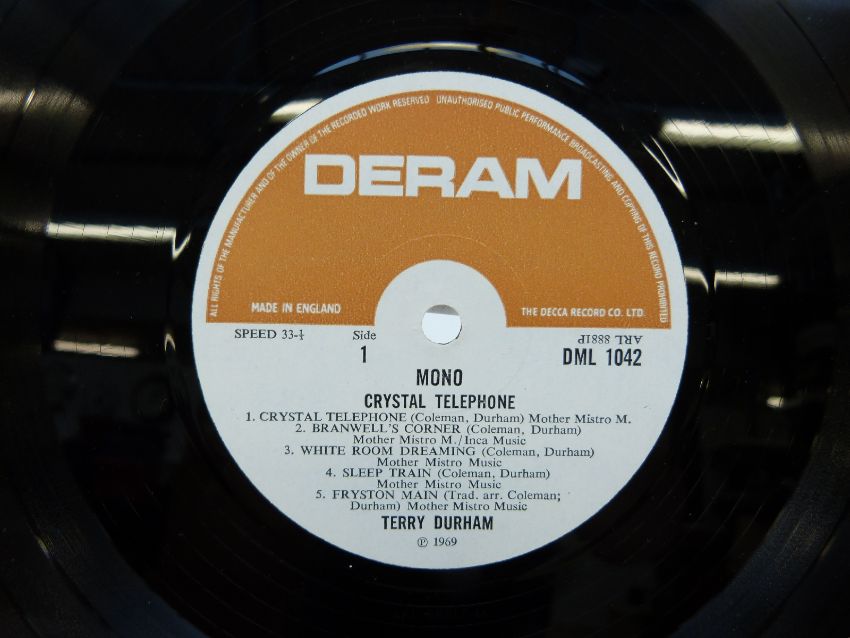 ALL RIGHTS OF THE MANUFACTURER AND OF THE OWNER OF THE RECORDED WORK RESERVED UNAUTHORISED PUBLIC PERFORMANCE BROADCASTING AND COPYING OF THIS RECORD PROHIBITED
DERAM
MADE IN ENGLAND THE DECCA RECORD CO. LTD.
SPEED 33-⅓ Side ARL 8881P
1 DML 1042
MONO
CRYSTAL TELEPHONE
1. CRYSTAL TELEPHONE (Coleman, Durham) Mother Mistro M.
2. BRANWELL'S CORNER (Coleman, Durham)
Mother Mistro M./Inca Music
3. WHITE ROOM DREAMING (Coleman, Durham)
Mother Mistro Music
4. SLEEP TRAIN (Coleman, Durham)
Mother Mistro Music
5. FRYSTON MAIN (Trad. arr. Coleman;
Durham) Mother Mistro Music
TERRY DURHAM
℗ 1969